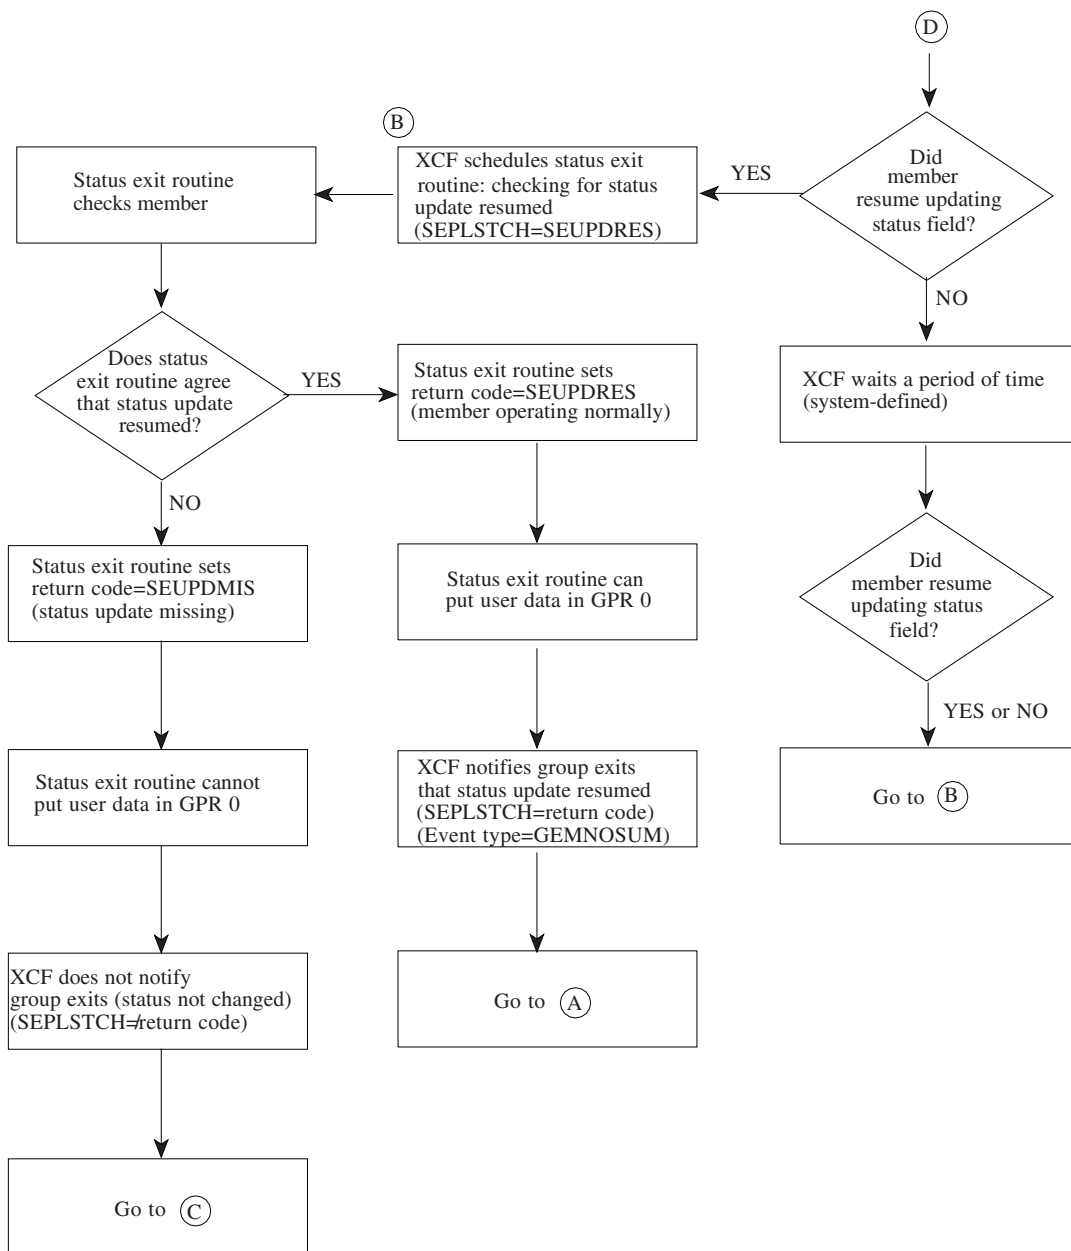 D
Did
member
resume updating
status field?
YES
NO
B
XCF schedules status exit
routine: checking for status
update resumed
(SEPLSTCH=SEUPDRES)
Status exit routine
checks member
Does status
exit routine agree
that status update
resumed?
YES
NO
Status exit routine sets
return code=SEUPDRES
(member operating normally)
Status exit routine can
put user data in GPR 0
XCF notifies group exits
that status update resumed
(SEPLSTCH=return code)
(Event type=GEMNOSUM)
Go to A
Status exit routine sets
return code=SEUPDMIS
(status update missing)
Status exit routine cannot
put user data in GPR 0
XCF does not notify
group exits (status not changed)
(SEPLSTCH≠return code)
Go to C
XCF waits a period of time
(system-defined)
Did
member resume
updating status
field?
YES or NO
Go to B